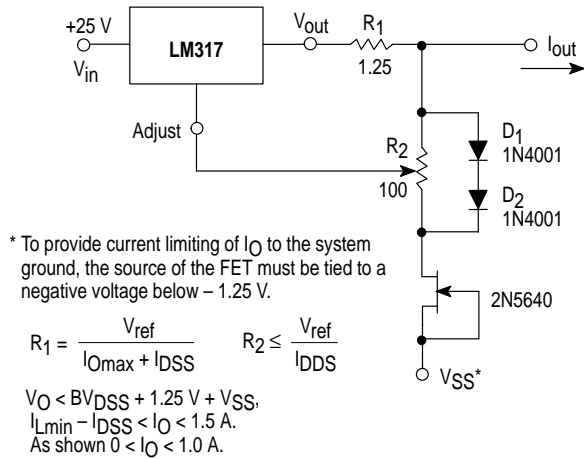 +25 V
V_in
LM317
V_out
R_1
1.25
I_out
Adjust
R_2
100
D_1
1N4001
D_2
1N4001
2N5640
V_SS*
* To provide current limiting of I_O to the system
ground, the source of the FET must be tied to a
negative voltage below – 1.25 V.
R_1 = V_ref / (I_Omax + I_DSS)
R_2 ≤ V_ref / I_DDS
V_O < BV_DSS + 1.25 V + V_SS,
I_Lmin – I_DSS < I_O < 1.5 A.
As shown 0 < I_O < 1.0 A.